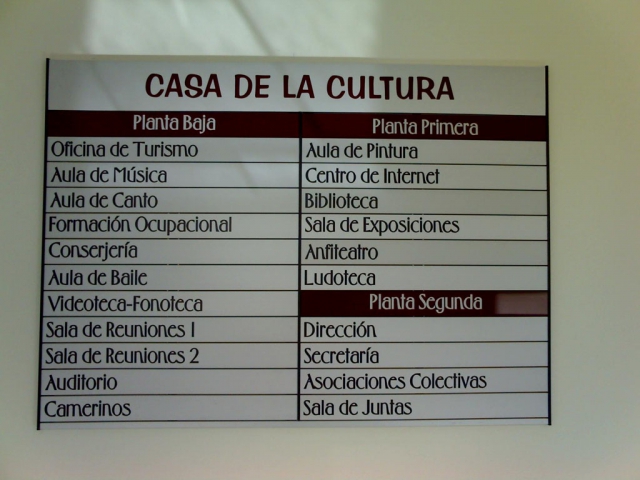 CASA DE LA CULTURA
Planta Baja
Oficina de Turismo
Aula de Música
Aula de Canto
Formación Ocupacional
Conserjería
Aula de Baile
Videoteca-Fonoteca
Sala de Reuniones 1
Sala de Reuniones 2
Auditorio
Camerinos
Planta Primera
Aula de Pintura
Centro de Internet
Biblioteca
Sala de Exposiciones
Anfiteatro
Ludoteca
Planta Segunda
Dirección
Secretaría
Asociaciones Colectivas
Sala de Juntas